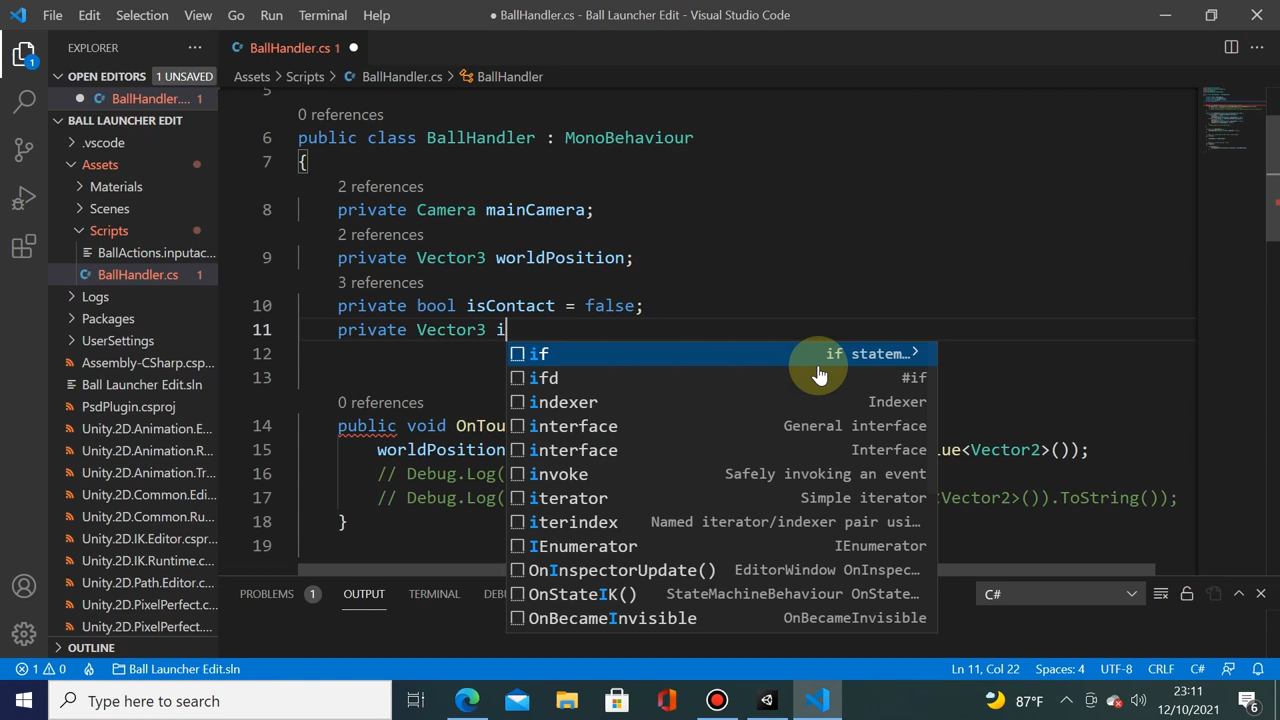 File Edit Selection View Go Run Terminal Help
● BallHandler.cs - Ball Launcher Edit - Visual Studio Code
EXPLORER ···
OPEN EDITORS 1 UNSAVED
BallHandler.... 1
BALL LAUNCHER EDIT
.vscode
Assets
Materials
Scenes
Scripts
BallActions.inputac...
BallHandler.cs 1
Logs
Packages
UserSettings
Assembly-CSharp.csp...
Ball Launcher Edit.sln
PsdPlugin.csproj
Unity.2D.Animation.E...
Unity.2D.Animation.R...
Unity.2D.Animation.Tr...
Unity.2D.Common.Edi...
Unity.2D.Common.Ru...
Unity.2D.IK.Editor.cspr...
Unity.2D.IK.Runtime.c...
Unity.2D.Path.Editor.c...
Unity.2D.PixelPerfect.c...
Unity.2D.PixelPerfect....
OUTLINE
1
BallHandler.cs 1 ●
Assets > Scripts > BallHandler.cs > BallHandler
5
0 references
6 public class BallHandler : MonoBehaviour
7 {
2 references
8 private Camera mainCamera;
2 references
9 private Vector3 worldPosition;
3 references
10 private bool isContact = false;
11 private Vector3 i
12
13
0 references
14 public void OnTou
15 worldPosition lue<Vector2>());
16 // Debug.Log(
17 // Debug.Log( <Vector2>()).ToString());
18 }
19
if if statem...
ifd #if
indexer Indexer
interface General interface
interface Interface
invoke Safely invoking an event
iterator Simple iterator
iterindex Named iterator/indexer pair usi...
IEnumerator IEnumerator
OnInspectorUpdate() EditorWindow OnInspec...
OnStateIK() StateMachineBehaviour OnState...
OnBecameInvisible OnBecameInvisible
PROBLEMS 1 OUTPUT TERMINAL DEB
C#
1 0 Ball Launcher Edit.sln
Ln 11, Col 22 Spaces: 4 UTF-8 CRLF C#
Type here to search
87°F
23:11
12/10/2021
6